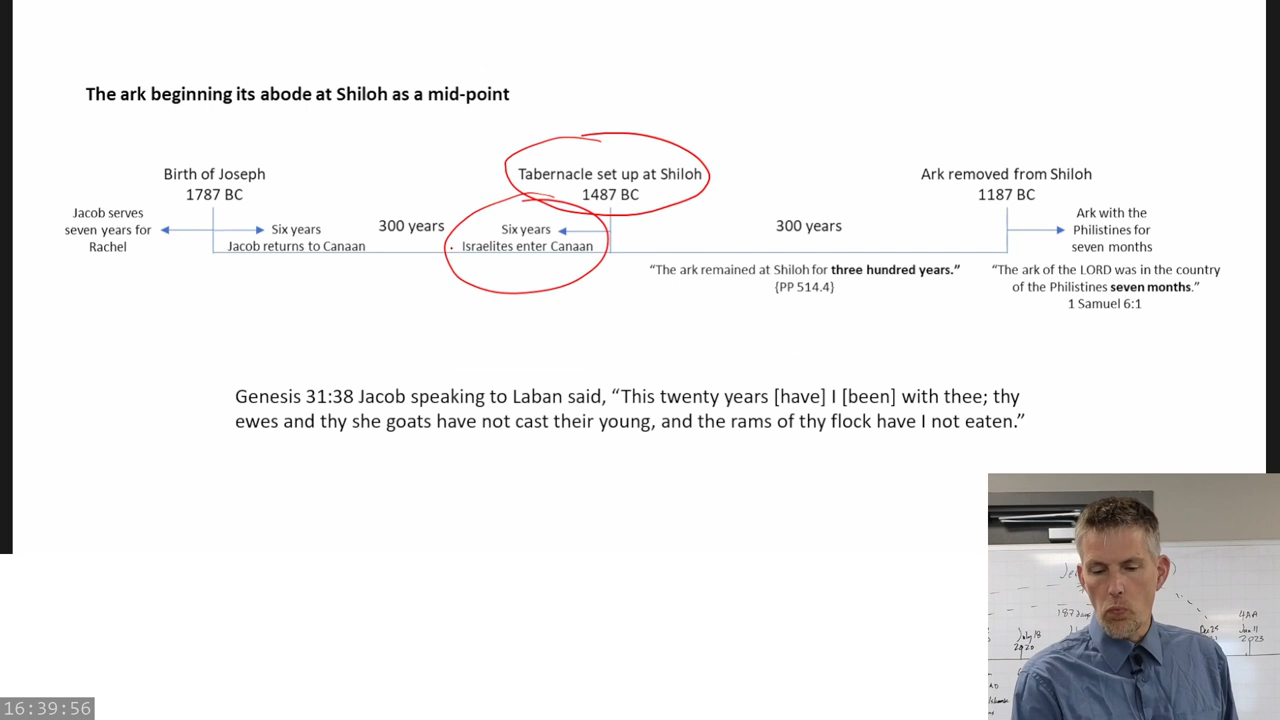 The ark beginning its abode at Shiloh as a mid-point
Birth of Joseph
1787 BC
Tabernacle set up at Shiloh
1487 BC
Ark removed from Shiloh
1187 BC
Jacob serves
seven years for
Rachel
Six years
Jacob returns to Canaan
300 years
Six years
Israelites enter Canaan
300 years
Ark with the
Philistines for
seven months
“The ark remained at Shiloh for three hundred years.”
{PP 514.4}
“The ark of the LORD was in the country
of the Philistines seven months.”
1 Samuel 6:1
Genesis 31:38 Jacob speaking to Laban said, “This twenty years [have] I [been] with thee; thy
ewes and thy she goats have not cast their young, and the rams of thy flock have I not eaten.”
July 18
2020
Jan 11
2023
16:39:56